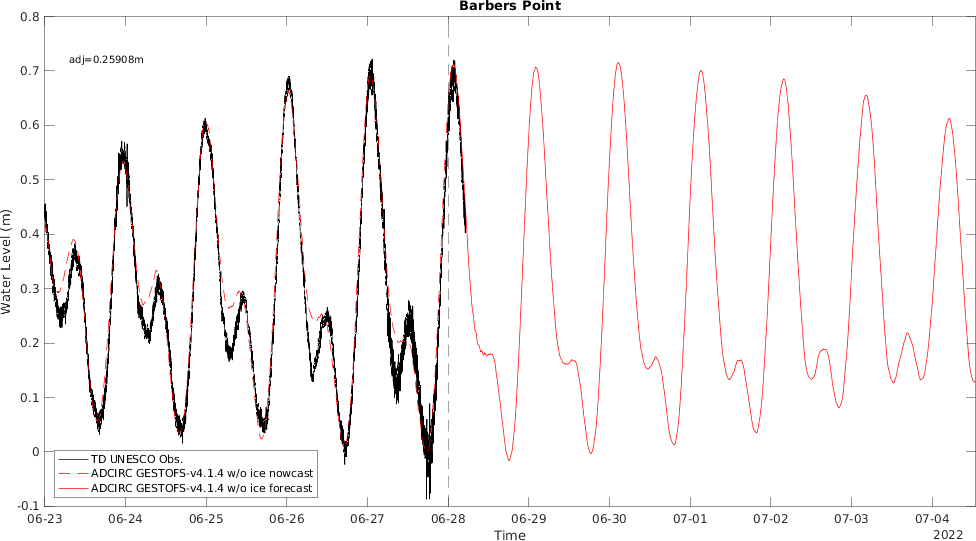 Barbers Point
0.8
adj=0.25908m
0.7
0.6
0.5
0.4
0.3
0.2
0.1
0
-0.1
Water Level (m)
TD UNESCO Obs.
ADCIRC GESTOFS-v4.1.4 w/o ice nowcast
ADCIRC GESTOFS-v4.1.4 w/o ice forecast
06-23 06-24 06-25 06-26 06-27 06-28 06-29 06-30 07-01 07-02 07-03 07-04
Time
2022